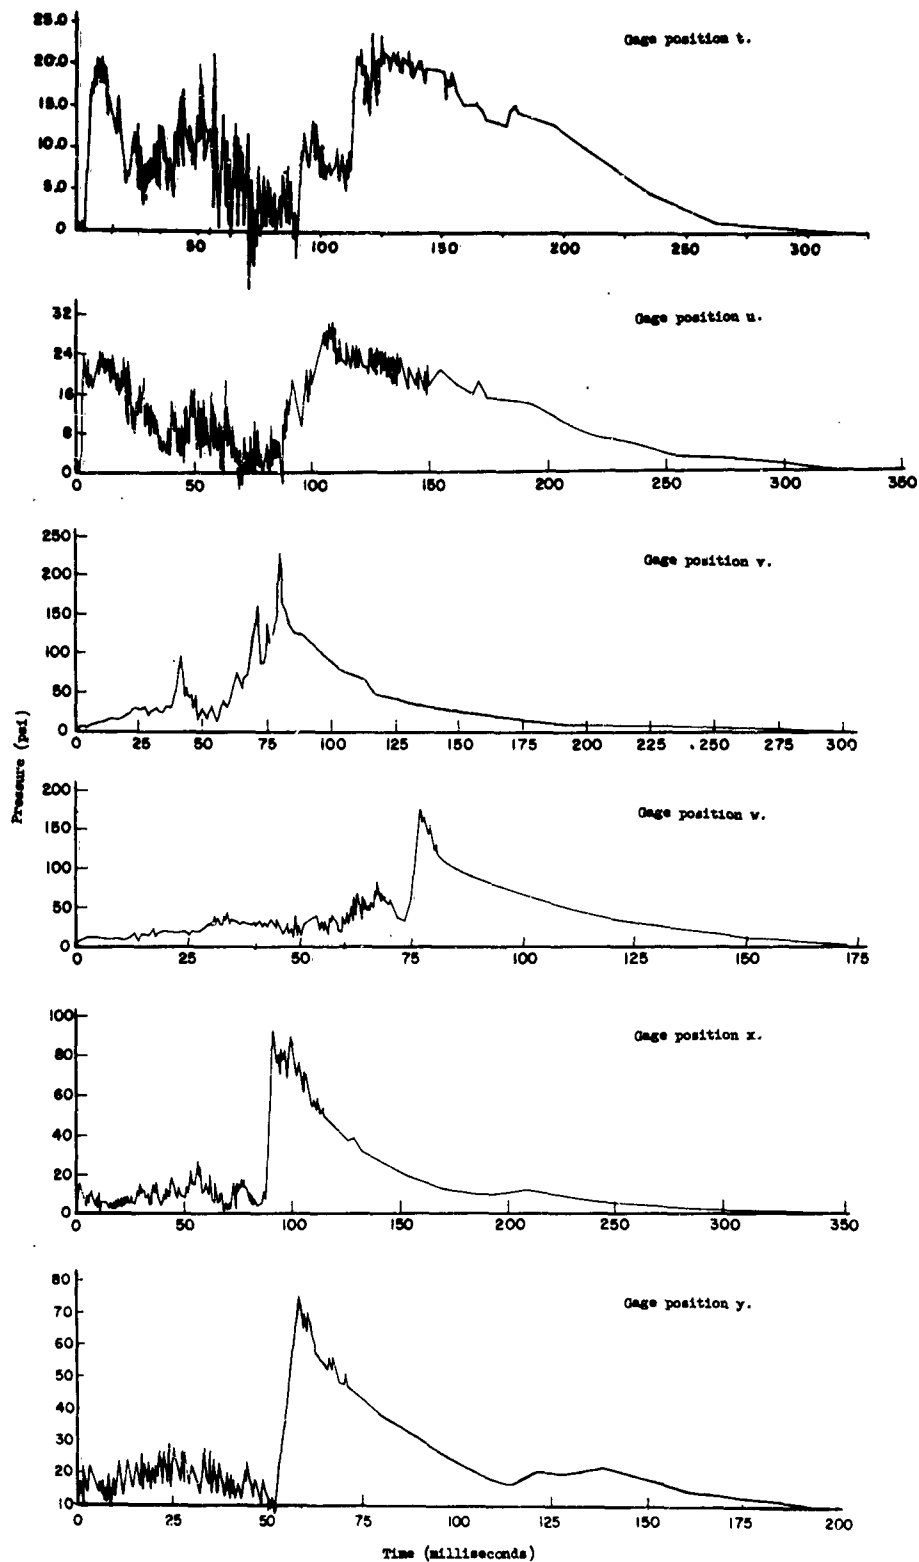 Gage position t.
25.0
20.0
15.0
10.0
5.0
0
50 100 150 200 250 300
Gage position u.
32
24
16
8
0
0 50 100 150 200 250 300 350
Gage position v.
250
200
150
100
50
0
0 25 50 75 100 125 150 175 200 225 250 275 300
Pressure (psi)
Gage position w.
200
150
100
50
0
0 25 50 75 100 125 150 175
Gage position x.
100
80
60
40
20
0
0 50 100 150 200 250 300 350
Gage position y.
80
70
60
50
40
30
20
10
0 25 50 75 100 125 150 175 200
Time (milliseconds)